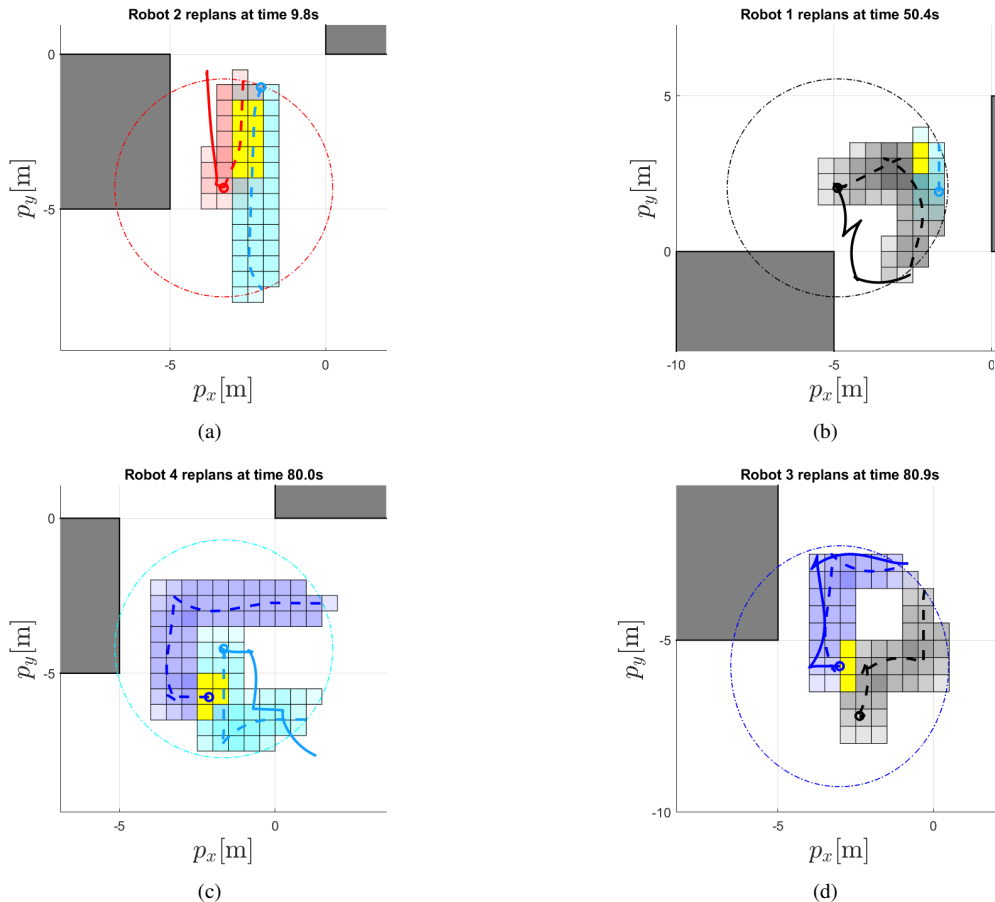 Robot 2 replans at time 9.8s
0
-5
p_y[m]
-5
0
p_x[m]
(a)
Robot 1 replans at time 50.4s
5
0
p_y[m]
-10
-5
0
p_x[m]
(b)
Robot 4 replans at time 80.0s
0
-5
p_y[m]
-5
0
p_x[m]
(c)
Robot 3 replans at time 80.9s
-5
-10
p_y[m]
-5
0
p_x[m]
(d)